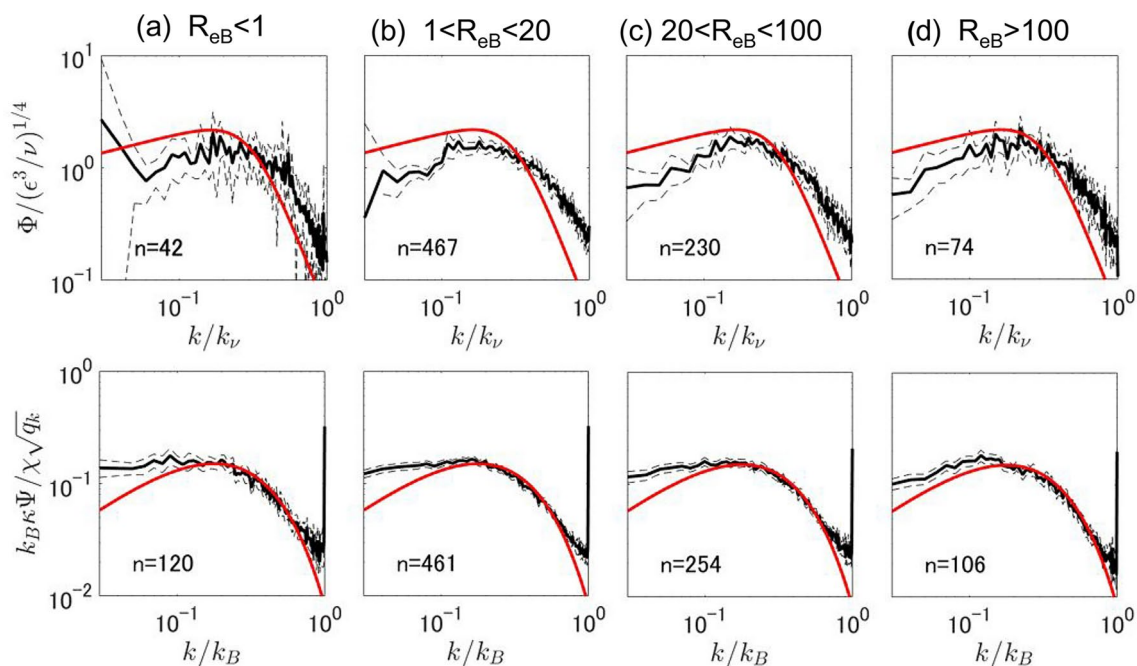 (a) R_eB<1 (b) 1<R_eB<20 (c) 20<R_eB<100 (d) R_eB>100
Φ/(ϵ³/ν)^1/4
10^1
10^0
10^-1
n=42 n=467 n=230 n=74
10^-1 10^0 10^-1 10^0 10^-1 10^0 10^-1 10^0
k/k_ν k/k_ν k/k_ν k/k_ν
k_B κΨ/χ√q_k
10^0
10^-1
10^-2
n=120 n=461 n=254 n=106
10^-1 10^0 10^-1 10^0 10^-1 10^0 10^-1 10^0
k/k_B k/k_B k/k_B k/k_B